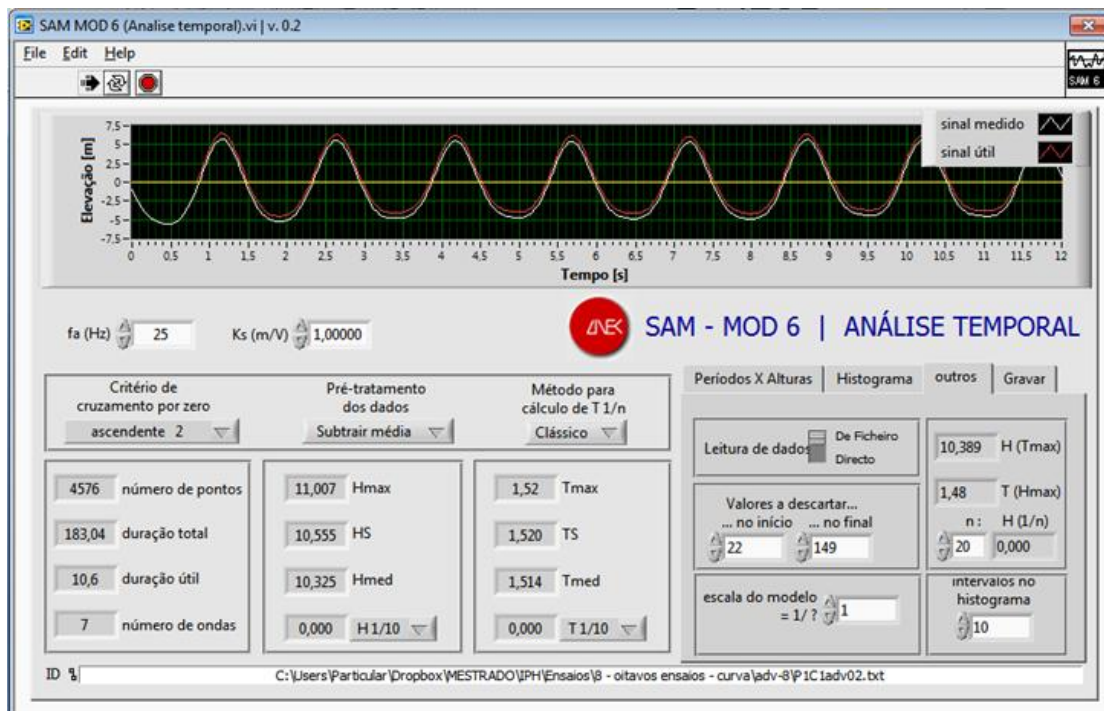 SAM MOD 6 (Analise temporal).vi | v. 0.2
File Edit Help
SAM 6
Elevação [m]
7,5
5
2,5
0
-2,5
-5
-7,5
0 0,5 1 1,5 2 2,5 3 3,5 4 4,5 5 5,5 6 6,5 7 7,5 8 8,5 9 9,5 10 10,5 11 11,5 12
Tempo [s]
sinal medido
sinal útil
fa (Hz) 25 Ks (m/V) 1,00000
LNEC SAM - MOD 6 | ANÁLISE TEMPORAL
Critério de
cruzamento por zero
ascendente 2
Pré-tratamento
dos dados
Subtrair média
Método para
cálculo de T 1/n
Clássico
4576 número de pontos
183,04 duração total
10,6 duração útil
7 número de ondas
11,007 Hmax
10,555 HS
10,325 Hmed
0,000 H 1/10
1,52 Tmax
1,520 TS
1,514 Tmed
0,000 T 1/10
Períodos X Alturas Histograma outros Gravar
Leitura de dados De Ficheiro
Directo
Valores a descartar...
... no início ... no final
22 149
escala do modelo
= 1/ ? 1
10,389 H (Tmax)
1,48 T (Hmax)
n : H (1/n)
20 0,000
intervalos no
histograma
10
ID % C:\Users\Particular\Dropbox\MESTRADO\IPH\Ensaios\8 - oitavos ensaios - curva\adv-8\P1C1adv02.txt